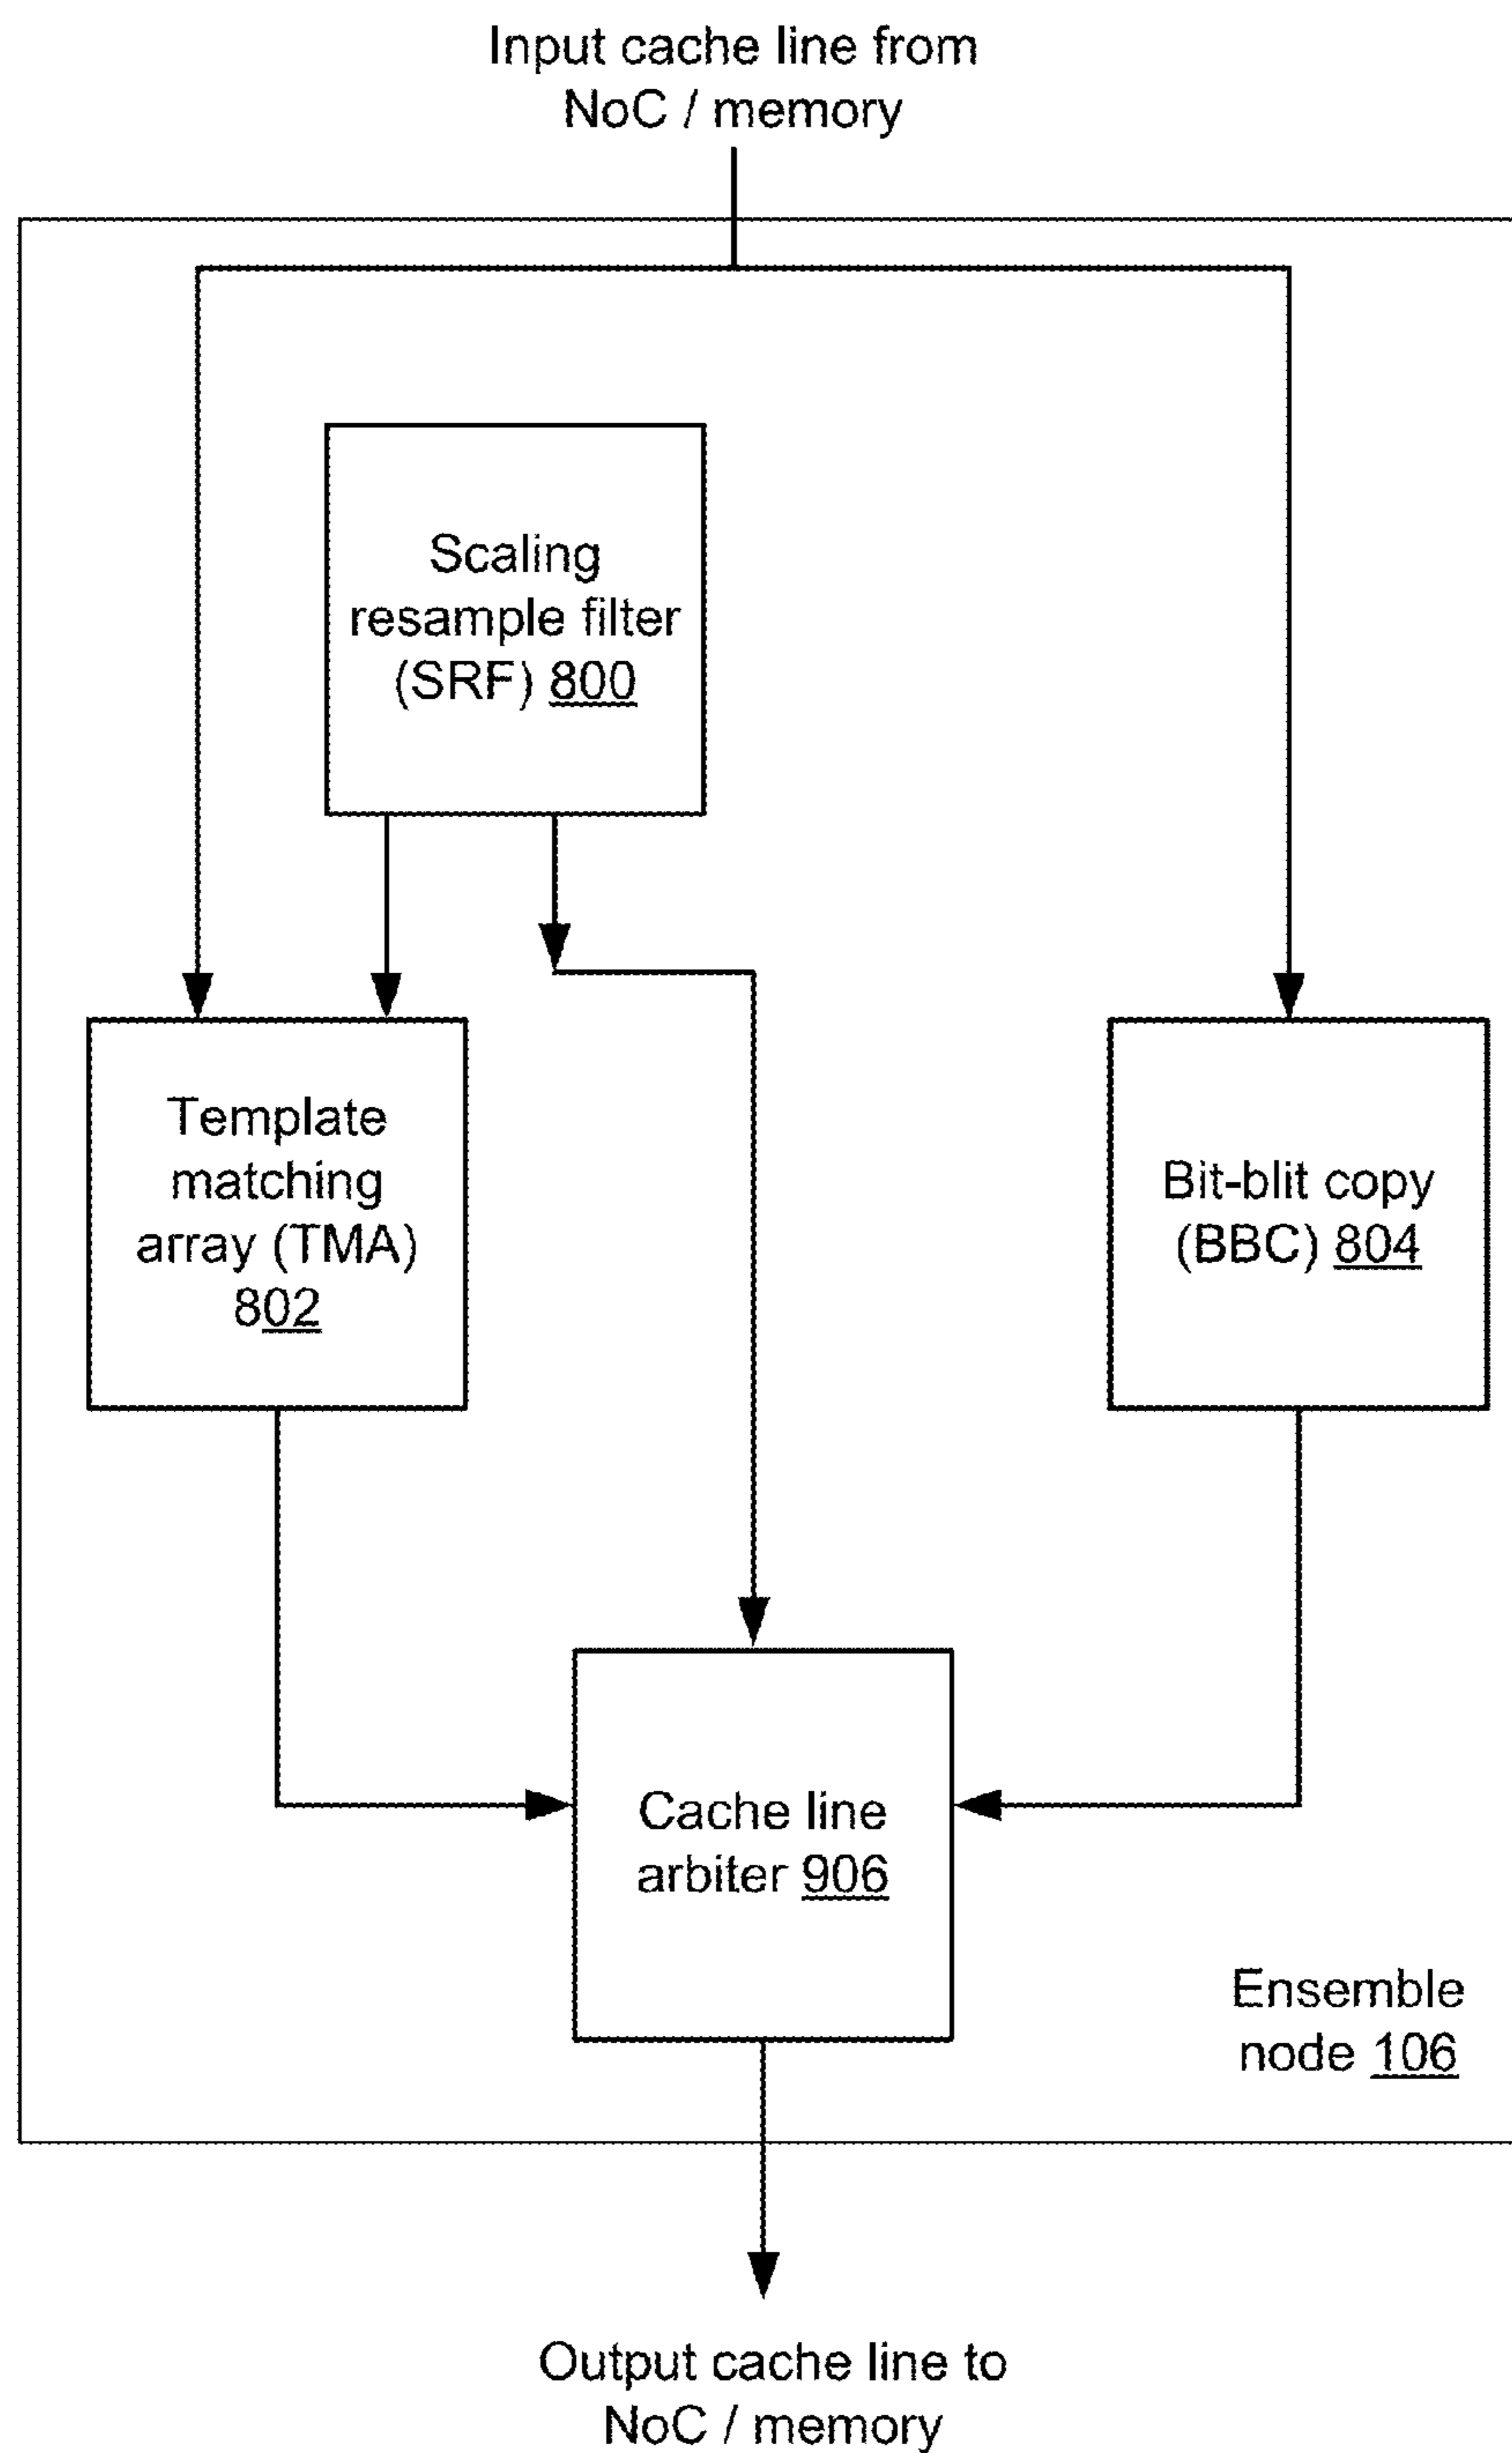 Input cache line from
NoC / memory
Scaling
resample filter
(SRF) 800
Template
matching
array (TMA)
802
Bit-blit copy
(BBC) 804
Cache line
arbiter 906
Ensemble
node 106
Output cache line to
NoC / memory